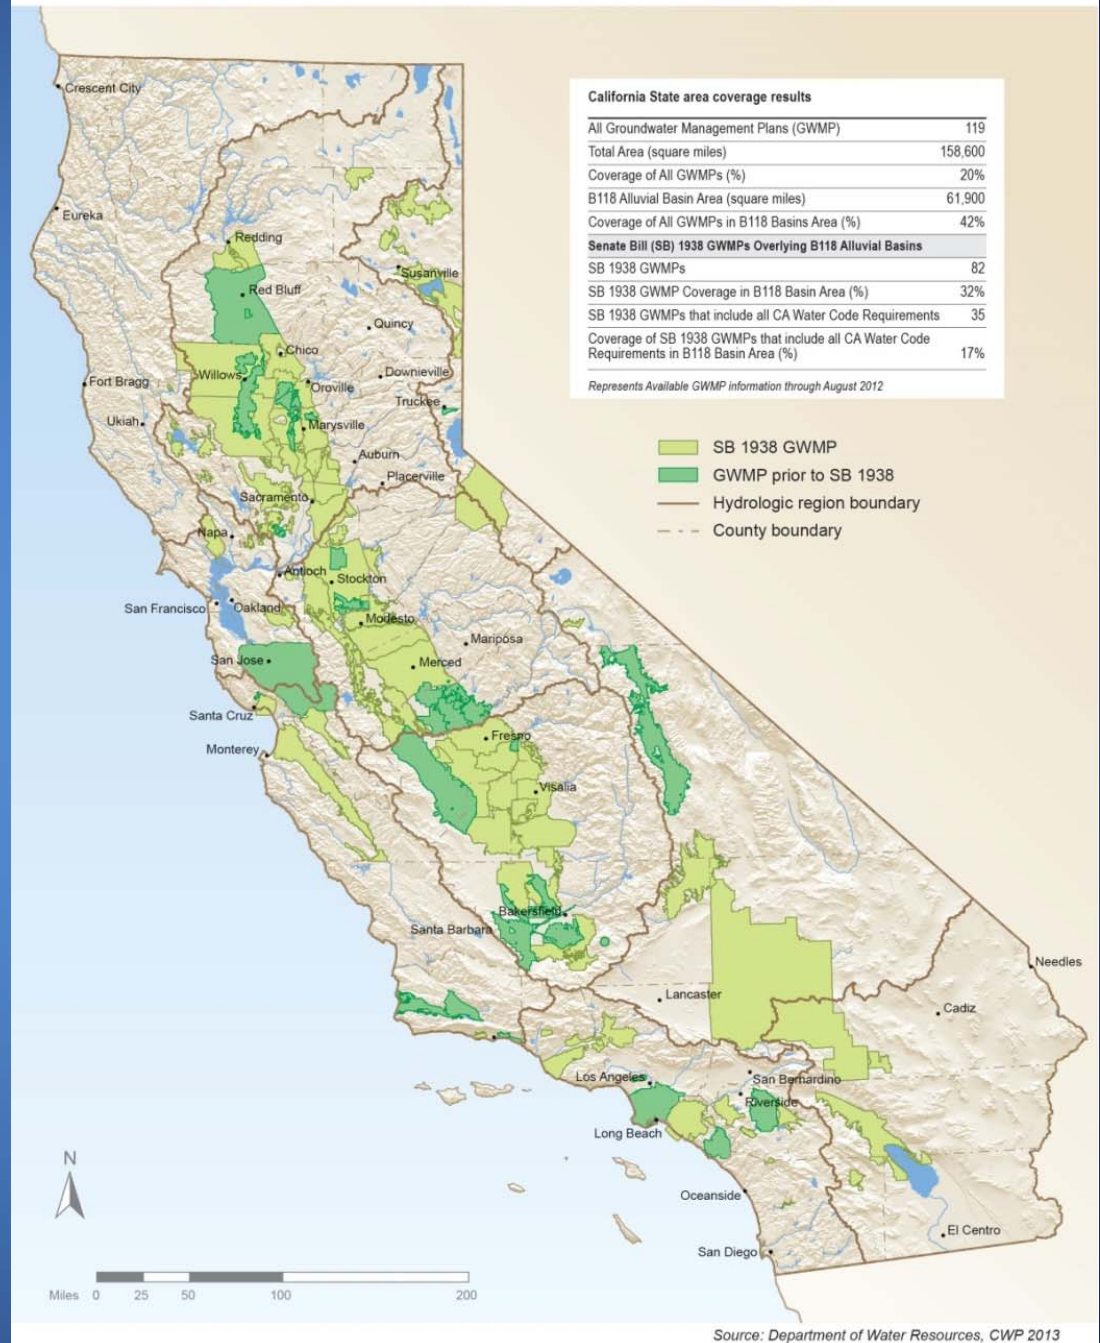 California State area coverage results
All Groundwater Management Plans (GWMP) 119
Total Area (square miles) 158,600
Coverage of All GWMPs (%) 20%
B118 Alluvial Basin Area (square miles) 61,900
Coverage of All GWMPs in B118 Basins Area (%) 42%
Senate Bill (SB) 1938 GWMPs Overlying B118 Alluvial Basins
SB 1938 GWMPs 82
SB 1938 GWMP Coverage in B118 Basin Area (%) 32%
SB 1938 GWMPs that include all CA Water Code Requirements 35
Coverage of SB 1938 GWMPs that include all CA Water Code
Requirements in B118 Basin Area (%) 17%
Represents Available GWMP information through August 2012
SB 1938 GWMP
GWMP prior to SB 1938
Hydrologic region boundary
County boundary
Crescent City
Eureka
Redding
Susanville
Red Bluff
Quincy
Chico
Willows
Downieville
Fort Bragg
Oroville
Truckee
Ukiah
Marysville
Auburn
Placerville
Sacramento
Napa
Antioch
Stockton
San Francisco
Oakland
Modesto
Mariposa
San Jose
Merced
Santa Cruz
Fresno
Monterey
Visalia
Bakersfield
Santa Barbara
Needles
Lancaster
Cadiz
Los Angeles
San Bernardino
Riverside
Long Beach
Oceanside
El Centro
San Diego
N
Miles 0 25 50 100 200
Source: Department of Water Resources, CWP 2013